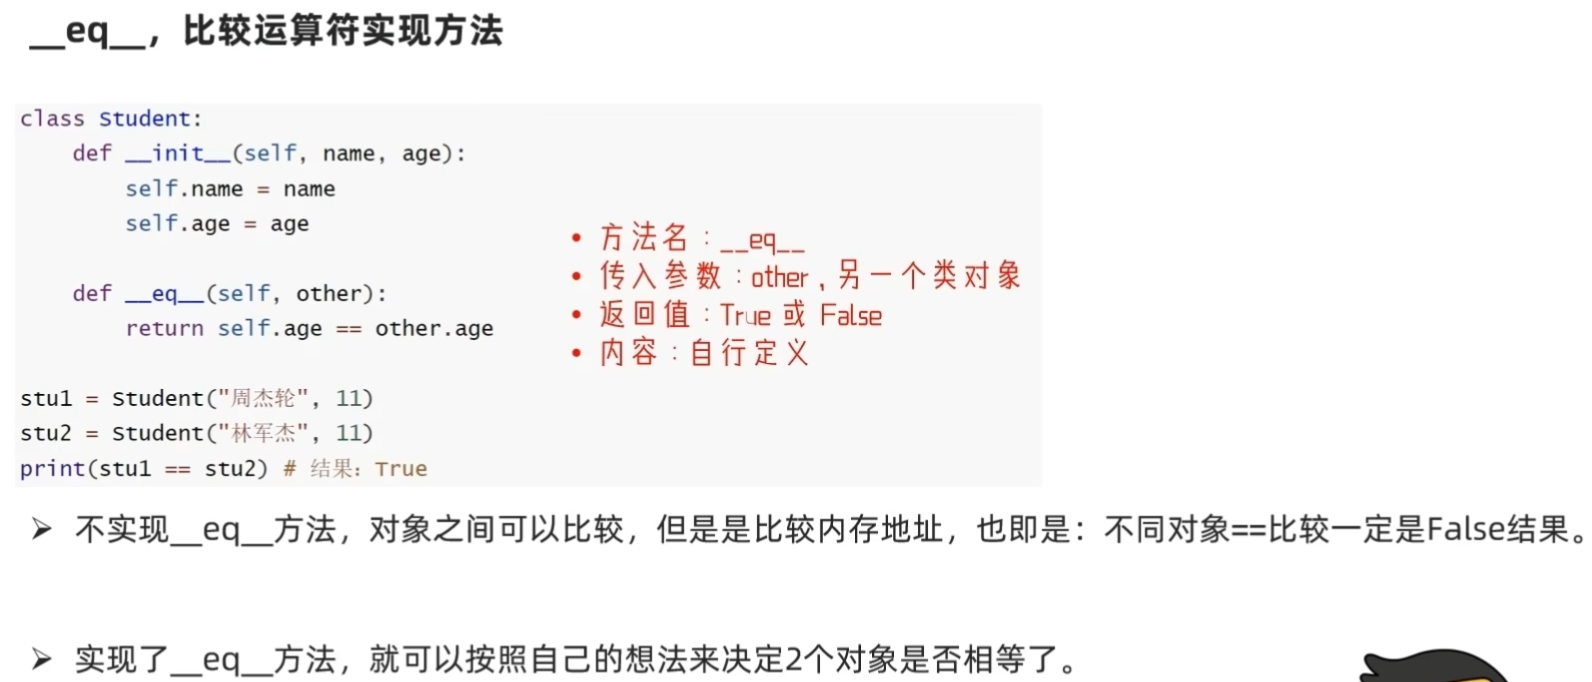 __eq__，比较运算符实现方法
class Student:
    def __init__(self, name, age):
        self.name = name
        self.age = age
    def __eq__(self, other):
        return self.age == other.age
stu1 = Student("周杰轮", 11)
stu2 = Student("林军杰", 11)
print(stu1 == stu2) # 结果：True
• 方法名：__eq__
• 传入参数：other，另一个类对象
• 返回值：True 或 False
• 内容：自行定义
➢ 不实现__eq__方法，对象之间可以比较，但是是比较内存地址，也即是：不同对象==比较一定是False结果。
➢ 实现了__eq__方法，就可以按照自己的想法来决定2个对象是否相等了。